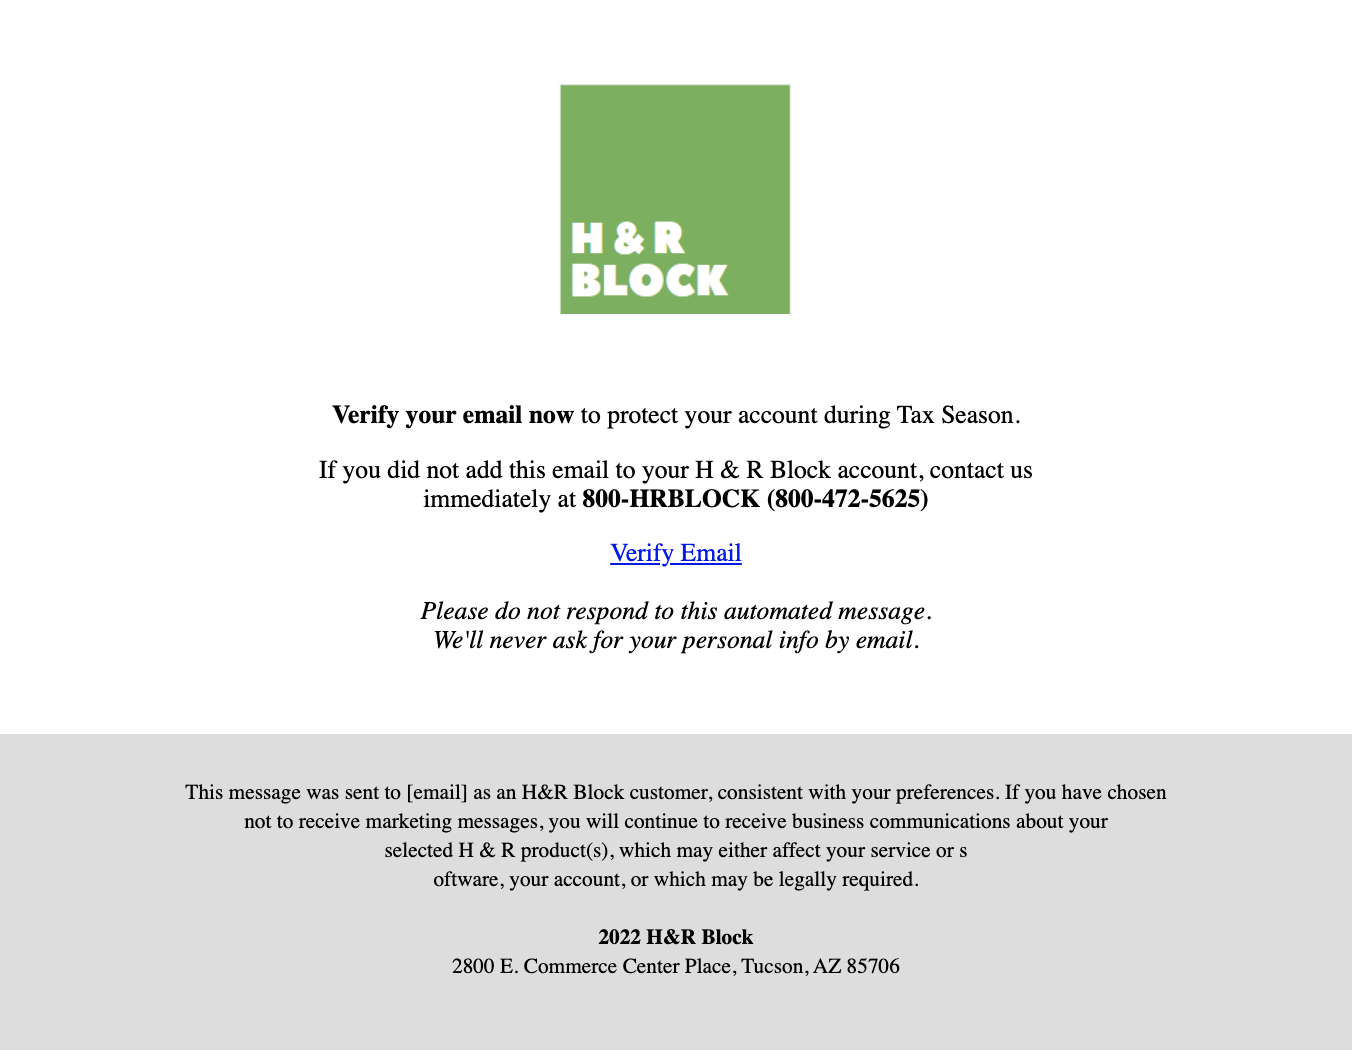 H & R
BLOCK
Verify your email now to protect your account during Tax Season.
If you did not add this email to your H & R Block account, contact us
immediately at 800-HRBLOCK (800-472-5625)
Verify Email
Please do not respond to this automated message.
We'll never ask for your personal info by email.
This message was sent to [email] as an H&R Block customer, consistent with your preferences. If you have chosen
not to receive marketing messages, you will continue to receive business communications about your
selected H & R product(s), which may either affect your service or s
oftware, your account, or which may be legally required.
2022 H&R Block
2800 E. Commerce Center Place, Tucson, AZ 85706